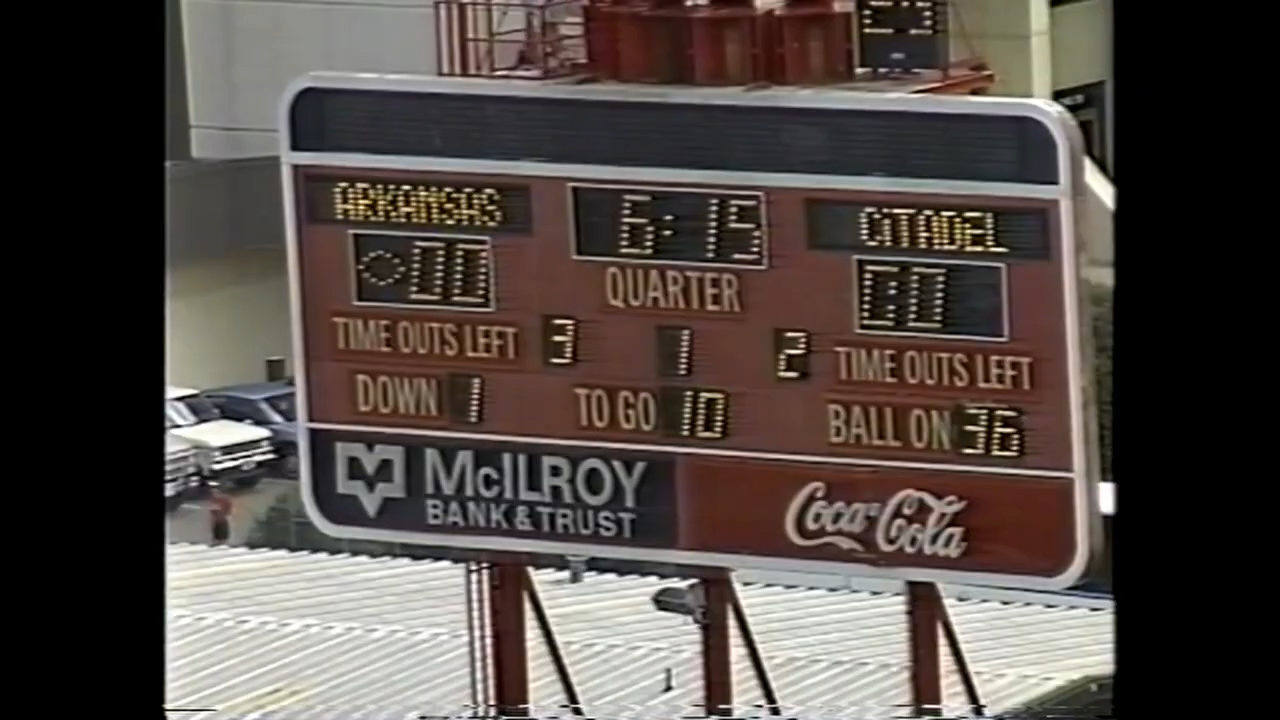 ARKANSAS 6:15 CITADEL
00 QUARTER 00
TIME OUTS LEFT 3 1 2 TIME OUTS LEFT
DOWN 1 TO GO 10 BALL ON 36
McILROY
BANK & TRUST
Coca-Cola